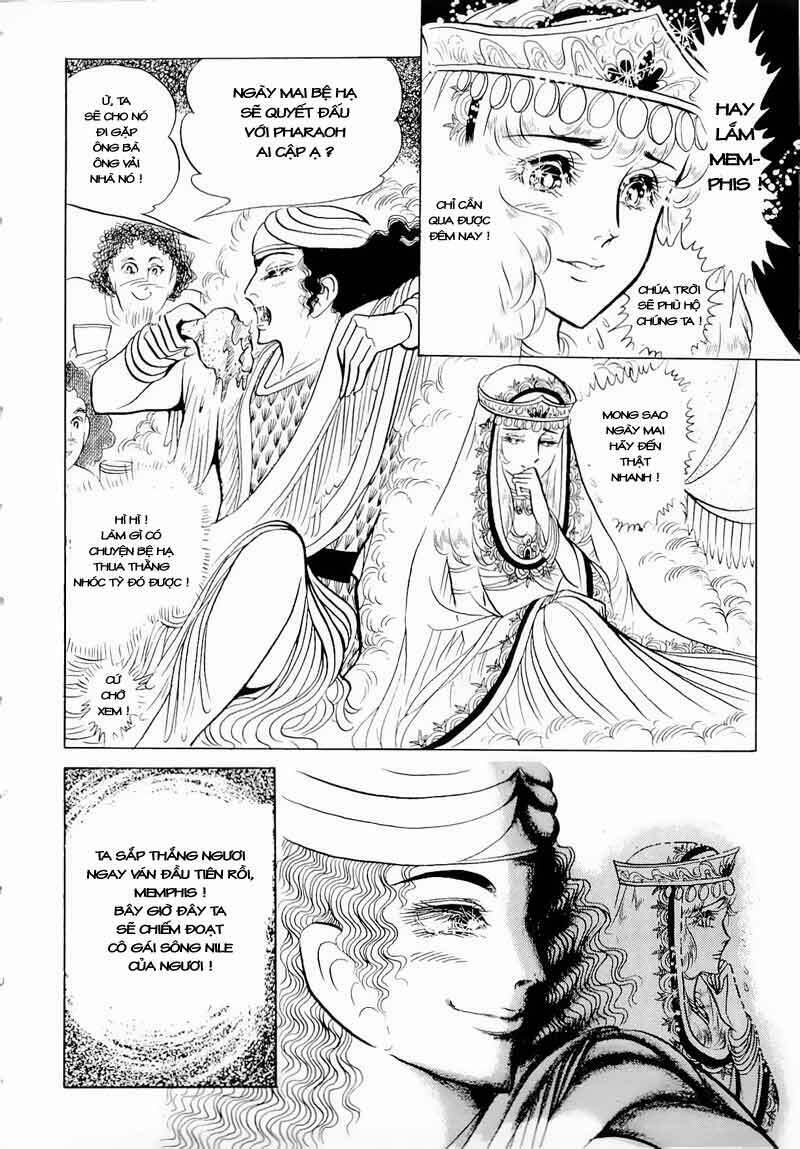 HAY
LẮM
MEM-
PHIS !
CHỈ CẦN
QUA ĐƯỢC
ĐÊM NAY !
CHÚA TRỜI
SẼ PHÙ HỘ
CHÚNG TA !
NGÀY MAI BỆ HẠ
SẼ QUYẾT ĐẤU
VỚI PHARAOH
AI CẬP Ạ ?
Ừ, TA
SẼ CHO NÓ
ĐI GẶP
ÔNG BÀ
ÔNG VẢI
NHÀ NÓ !
MONG SAO
NGÀY MAI
HÃY ĐẾN
THẬT
NHANH !
HÌ HÌ !
LÀM GÌ CÓ
CHUYỆN BỆ HẠ
THUA THẰNG
NHÓC TỲ ĐÓ ĐƯỢC !
CỨ
CHỜ
XEM !
TA SẮP THẮNG NGƯƠI
NGAY VÁN ĐẦU TIÊN RỒI,
MEMPHIS !
BÂY GIỜ ĐÂY TA
SẼ CHIẾM ĐOẠT
CÔ GÁI SÔNG NILE
CỦA NGƯƠI !